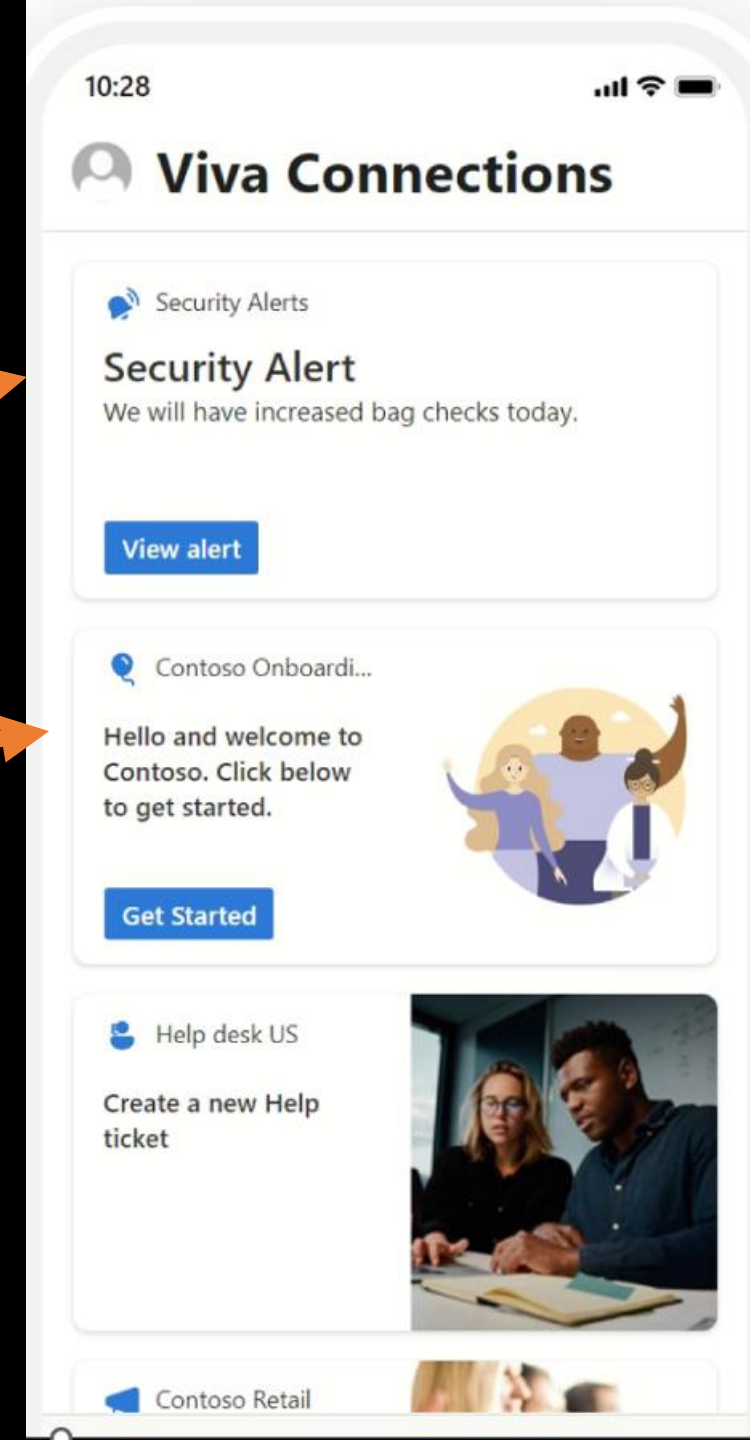 10:28
Viva Connections
Security Alerts
Security Alert
We will have increased bag checks today.
View alert
Contoso Onboardi...
Hello and welcome to
Contoso. Click below
to get started.
Get Started
Help desk US
Create a new Help
ticket
Contoso Retail